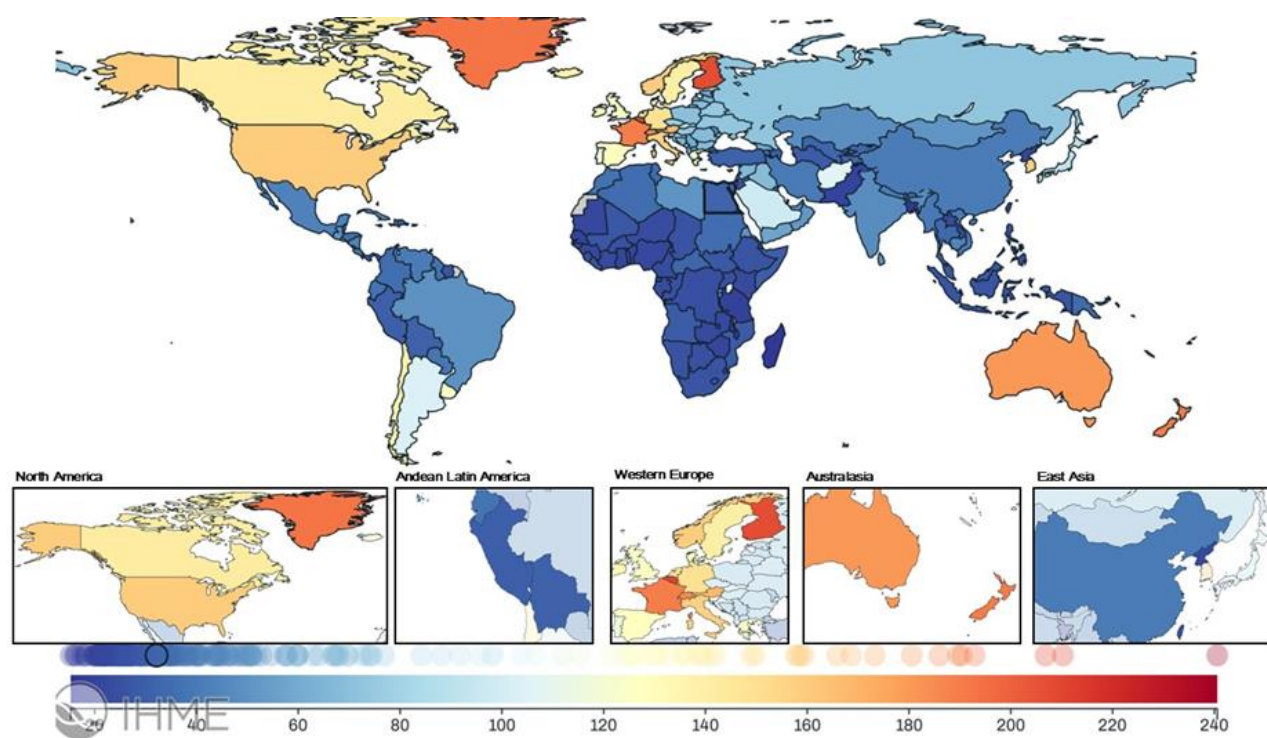 North America
Andean Latin America
Western Europe
Australasia
East Asia
IHME
20 40 60 80 100 120 140 160 180 200 220 240